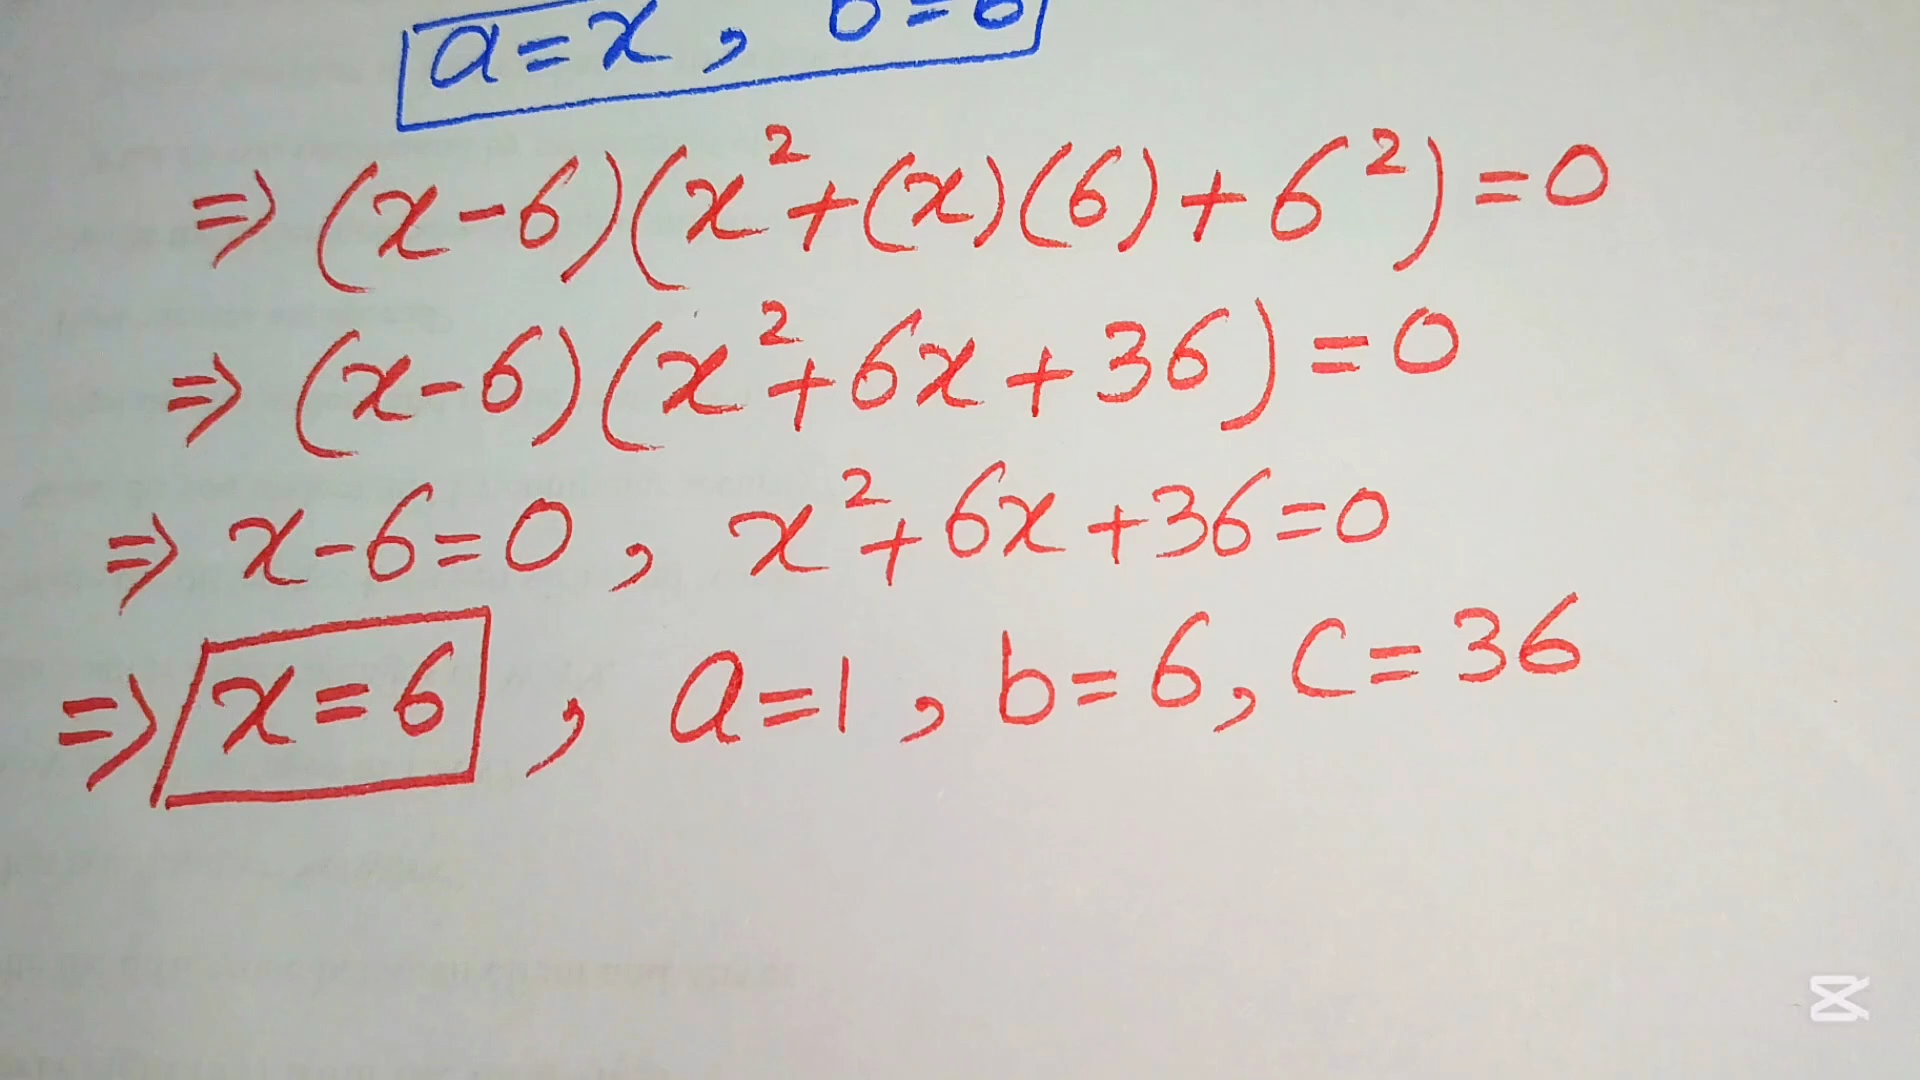 a=x, b=6
⇒ (x-6)(x²+(x)(6)+6²)=0
⇒ (x-6)(x²+6x+36)=0
⇒ x-6=0, x²+6x+36=0
⇒ x=6, a=1, b=6, c=36